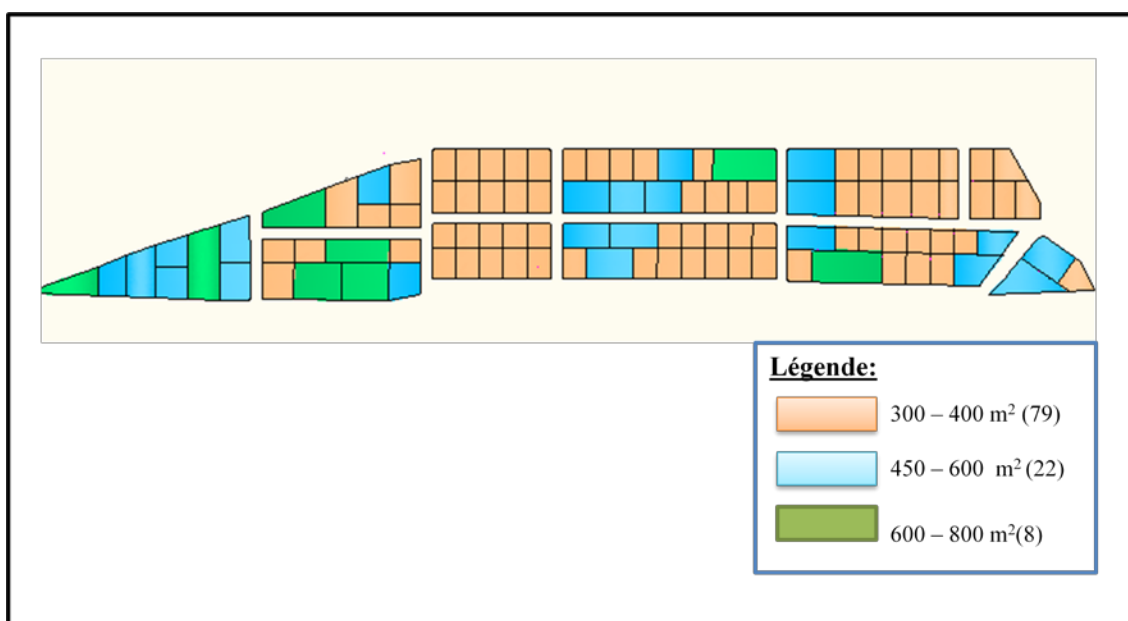 Légende:
300 – 400 m² (79)
450 – 600 m² (22)
600 – 800 m²(8)